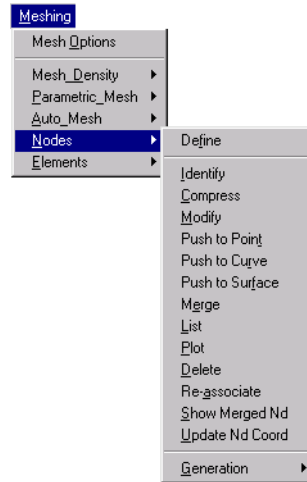 Meshing
Mesh Options
Mesh_Density
Parametric_Mesh
Auto_Mesh
Nodes
Elements
Define
Identify
Compress
Modify
Push to Point
Push to Curve
Push to Surface
Merge
List
Plot
Delete
Re-associate
Show Merged Nd
Update Nd Coord
Generation